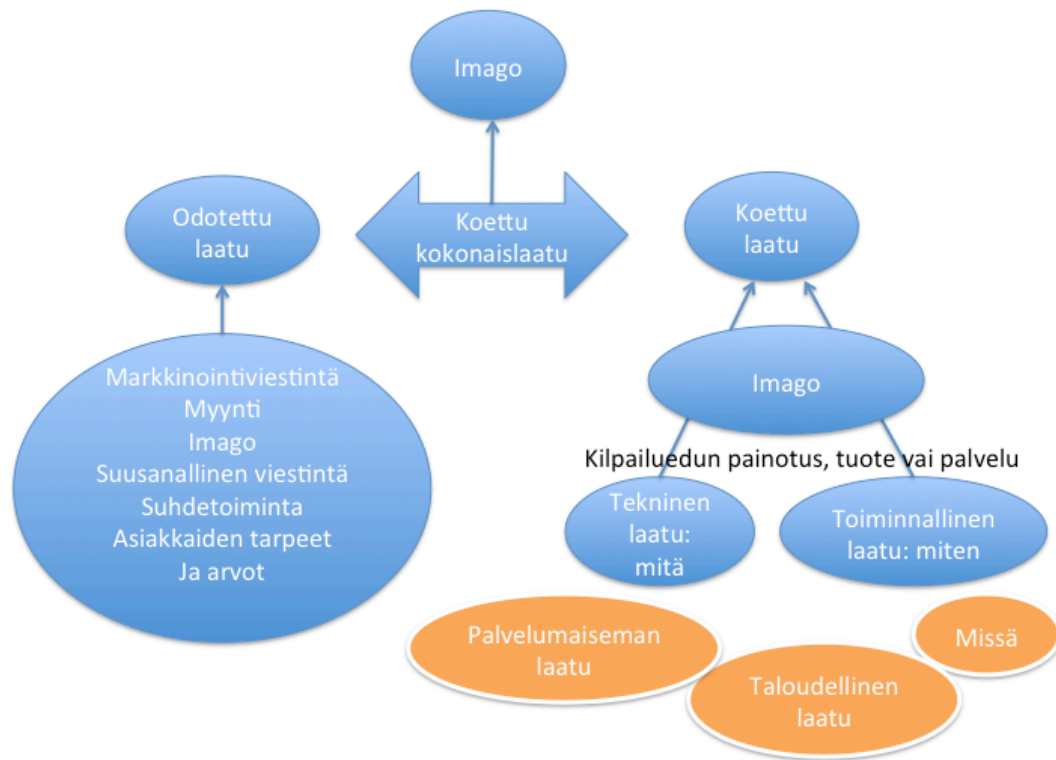 Imago
Odotettu
laatu
Koettu
kokonaislaatu
Koettu
laatu
Markkinointiviestintä
Myynti
Imago
Suusanallinen viestintä
Suhdetoiminta
Asiakkaiden tarpeet
Ja arvot
Imago
Kilpailuedun painotus, tuote vai palvelu
Tekninen
laatu:
mitä
Toiminnallinen
laatu: miten
Palvelumaiseman
laatu
Taloudellinen
laatu
Missä